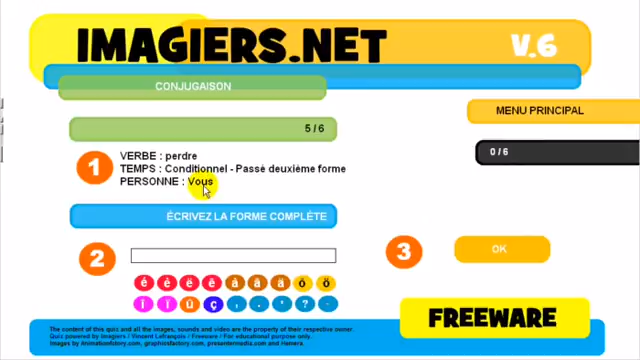 IMAGIERS.NET
V.6
CONJUGAISON
MENU PRINCIPAL
5 / 6
0 / 6
1
VERBE : perdre
TEMPS : Conditionnel - Passé deuxième forme
PERSONNE : Vous
ÉCRIVEZ LA FORME COMPLÈTE
2
3
OK
FREEWARE
The content of this quiz and all the images, sounds and video are the property of their respective owner.
Quiz powered by Imagiers / Vincent Lefrançois / Freeware / For educational purpose only.
Images by Animationfactory.com, graphicsfactory.com, presentermedia.com and Hemera.